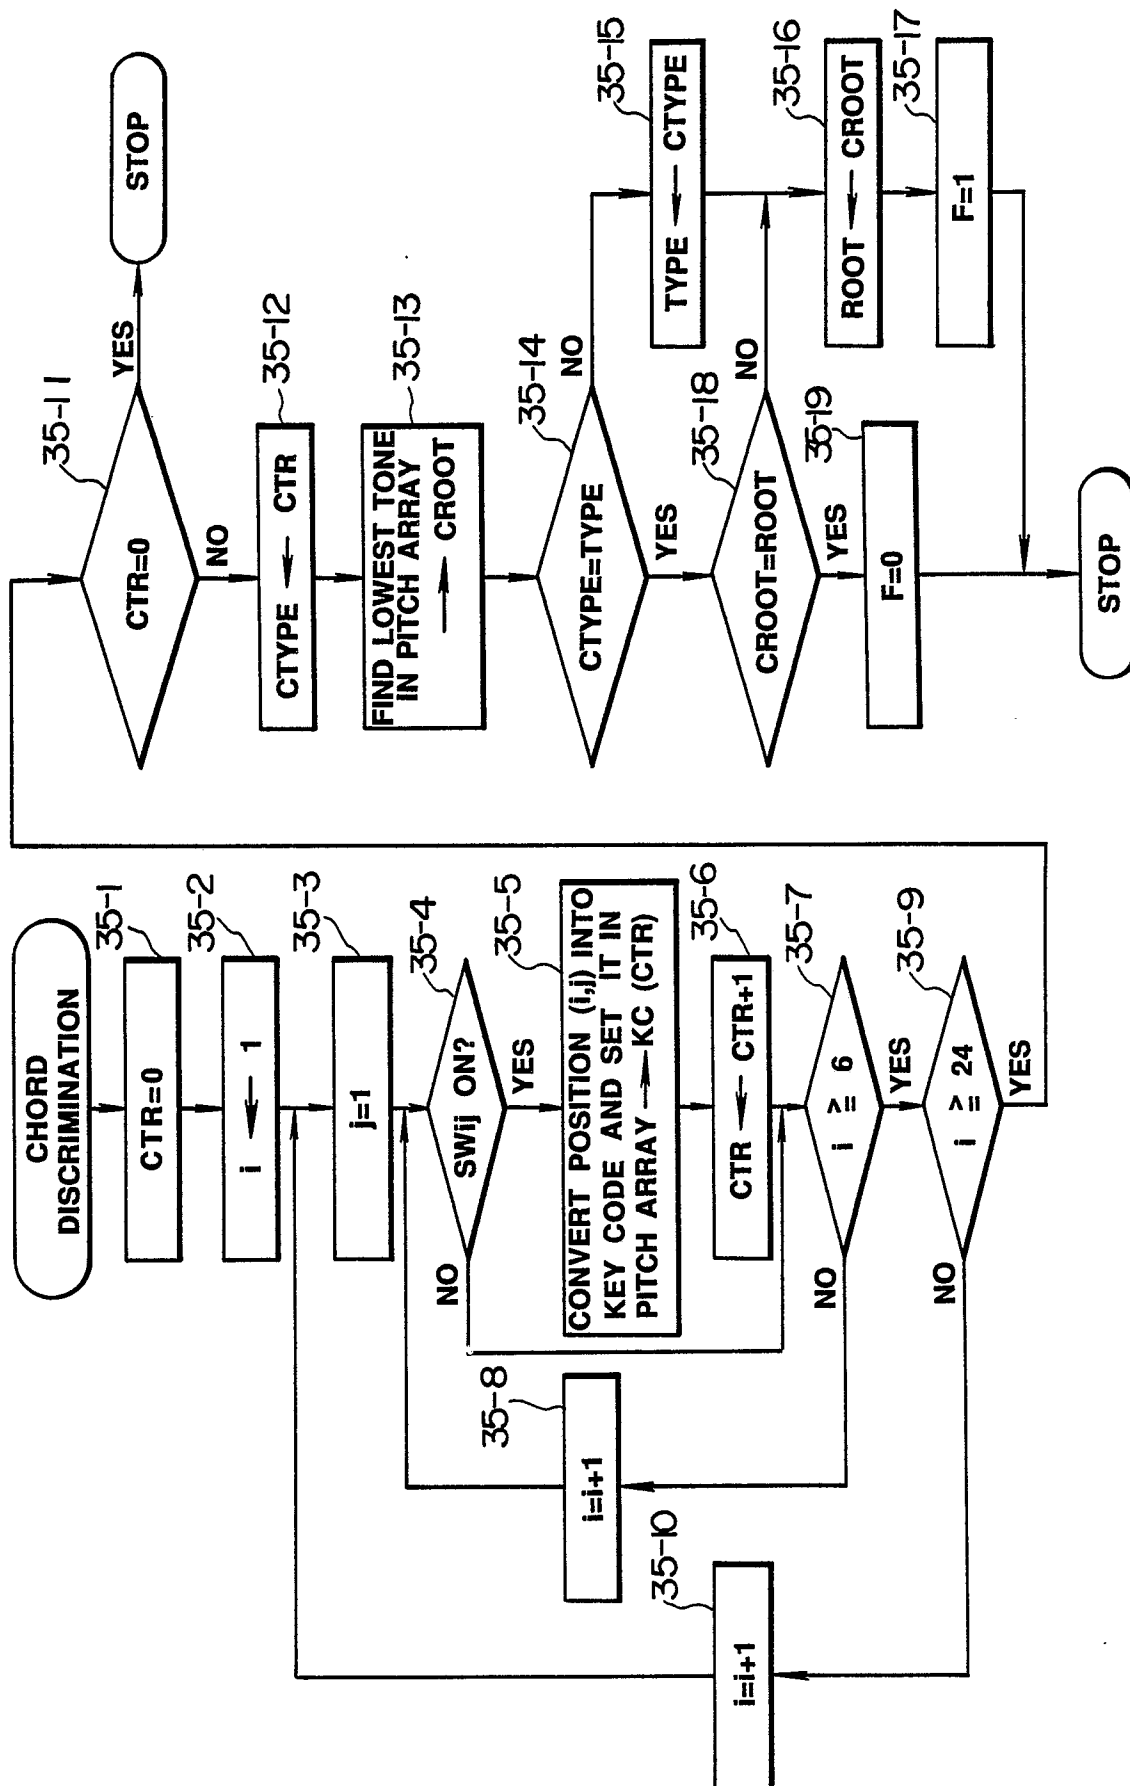 CHORD
DISCRIMINATION
35-1
CTR=0
35-2
i ← 1
35-3
j=1
35-4
SWij ON?
NO
YES
35-5
CONVERT POSITION (i,j) INTO
KEY CODE AND SET IT IN
PITCH ARRAY → KC (CTR)
35-6
CTR ← CTR+1
35-7
i >= 6
NO
YES
35-8
i=i+1
35-9
i >= 24
NO
YES
35-10
i=i+1
35-11
CTR=0
YES
STOP
NO
35-12
CTYPE ← CTR
35-13
FIND LOWEST TONE
IN PITCH ARRAY
→ CROOT
35-14
CTYPE=TYPE
NO
YES
35-15
TYPE ← CTYPE
35-18
CROOT=ROOT
NO
YES
35-16
ROOT ← CROOT
36-19
F=0
35-17
F=1
STOP